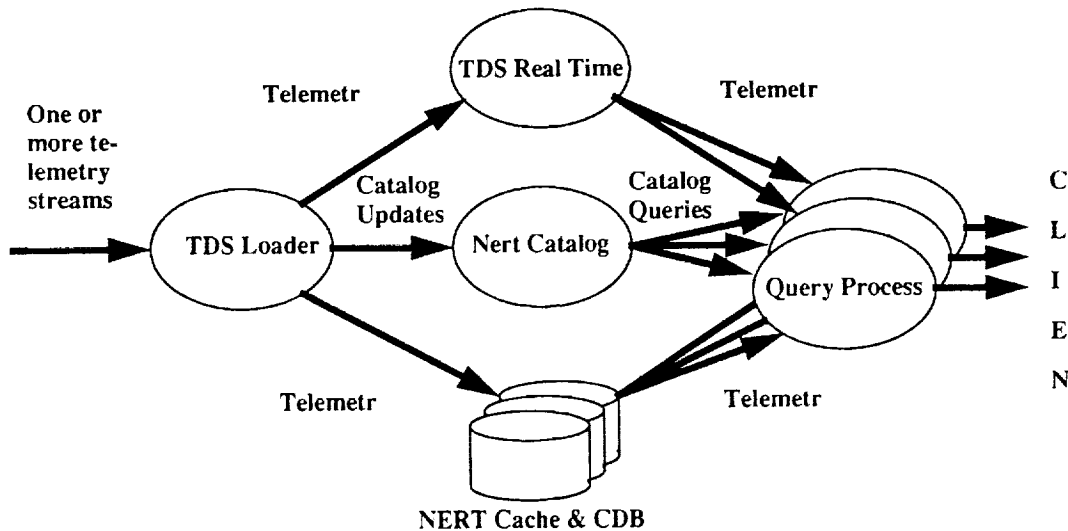 TDS Real Time
Telemetr
Telemetr
One or
more te-
lemetry
streams
Catalog
Updates
Catalog
Queries
C
L
I
E
N
TDS Loader
Nert Catalog
Query Process
Telemetr
Telemetr
NERT Cache & CDB